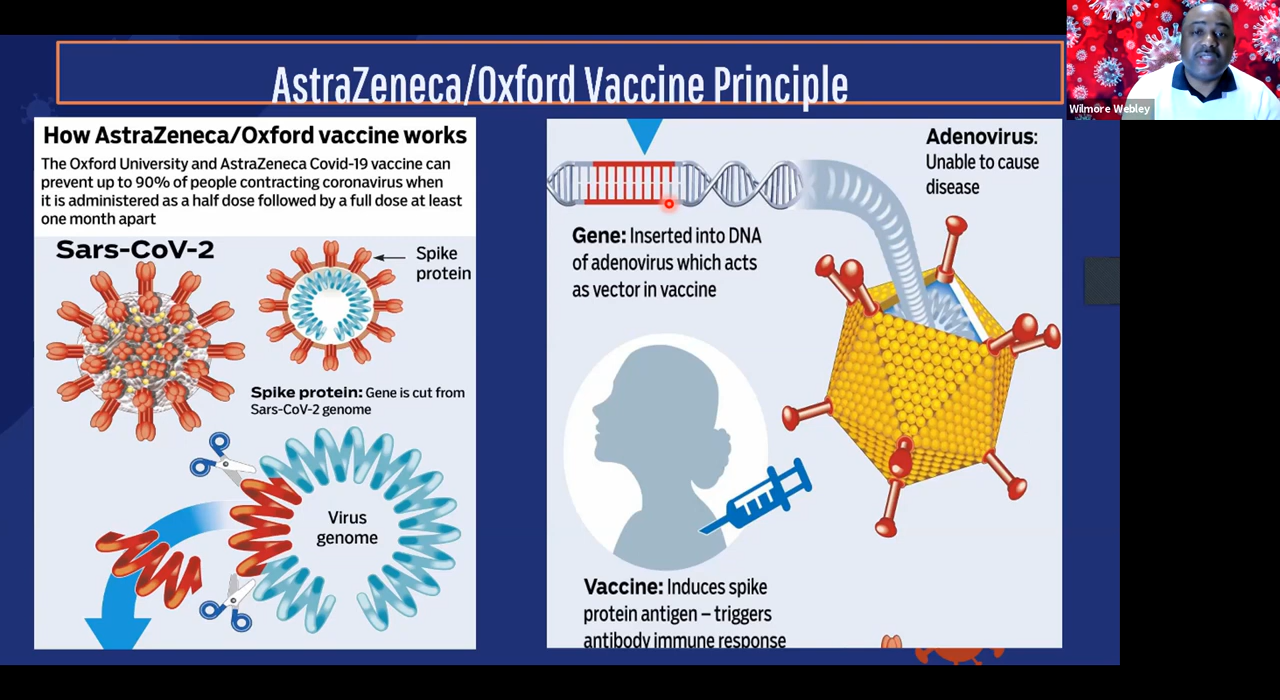 AstraZeneca/Oxford Vaccine Principle
Wilmore Webley
How AstraZeneca/Oxford vaccine works
The Oxford University and AstraZeneca Covid-19 vaccine can
prevent up to 90% of people contracting coronavirus when
it is administered as a half dose followed by a full dose at least
one month apart
Sars-CoV-2
Spike
protein
Spike protein: Gene is cut from
Sars-CoV-2 genome
Virus
genome
Adenovirus:
Unable to cause
disease
Gene: Inserted into DNA
of adenovirus which acts
as vector in vaccine
Vaccine: Induces spike
protein antigen – triggers
antibody immune response